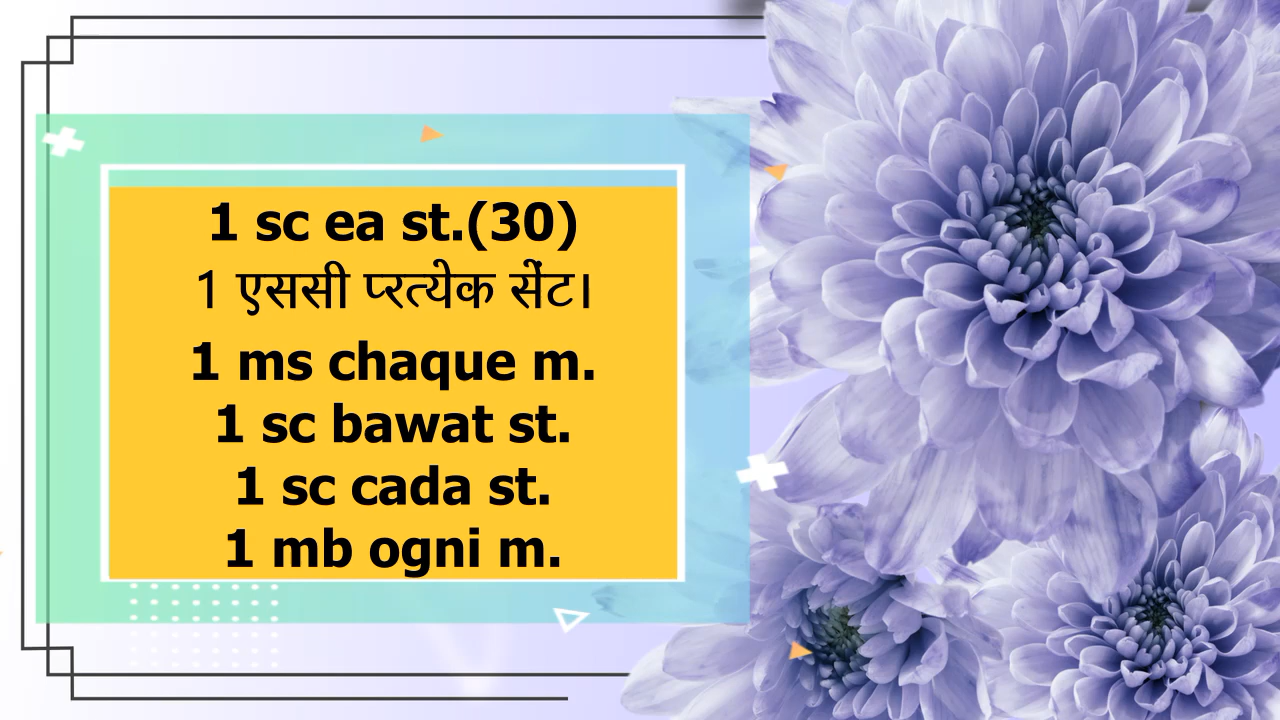 1 sc ea st.(30)
1 एससी प्रत्येक सेंट।
1 ms chaque m.
1 sc bawat st.
1 sc cada st.
1 mb ogni m.